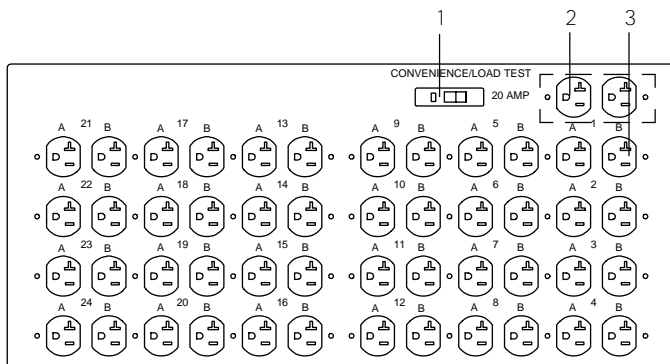 1 2 3
CONVENIENCE/LOAD TEST
20 AMP
A 21 B A 17 B A 13 B A 9 B A 5 B A 1 B
A 22 B A 18 B A 14 B A 10 B A 6 B A 2 B
A 23 B A 19 B A 15 B A 11 B A 7 B A 3 B
A 24 B A 20 B A 16 B A 12 B A 8 B A 4 B